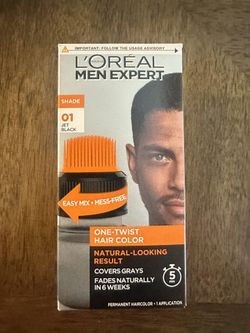 IMPORTANT: FOLLOW THE USAGE ADVISORY
L'ORÉAL
MEN EXPERT
SHADE
01
JET
BLACK
EASY MIX + MESS-FREE
ONE-TWIST
HAIR COLOR
NATURAL-LOOKING
RESULT
COVERS GRAYS
FADES NATURALLY
IN 6 WEEKS
5
PERMANENT HAIRCOLOR • 1 APPLICATION